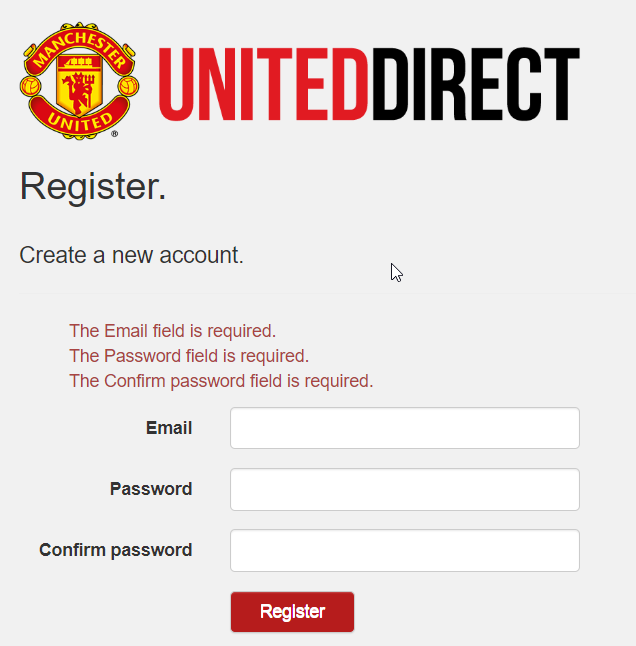 MANCHESTER
UNITED
®
UNITEDDIRECT
Register.
Create a new account.
The Email field is required.
The Password field is required.
The Confirm password field is required.
Email
Password
Confirm password
Register